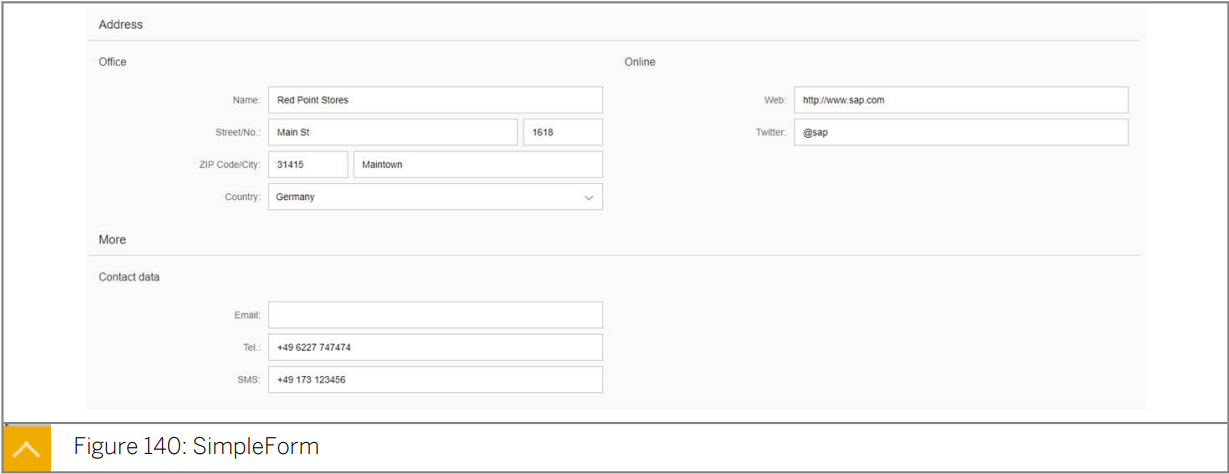 Address
Office
Name: Red Point Stores
Street/No.: Main St 1618
ZIP Code/City: 31415 Maintown
Country: Germany
Online
Web: http://www.sap.com
Twitter: @sap
More
Contact data
Email:
Tel.: +49 6227 747474
SMS: +49 173 123456
Figure 140: SimpleForm